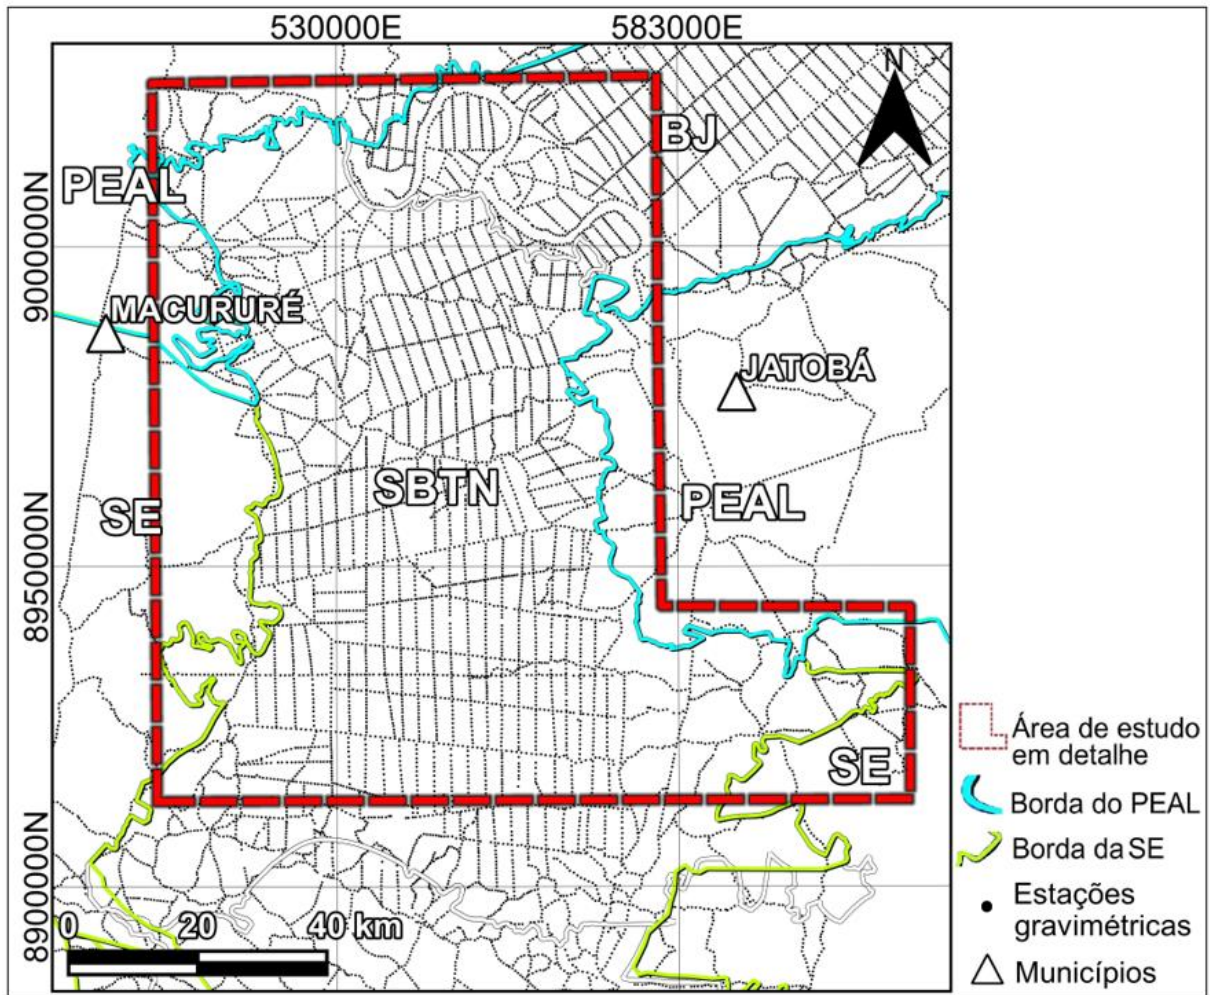 530000E 583000E
N
BJ
PEAL
9000000N
MACURURÉ
JATOBÁ
SBTN
PEAL
SE
8950000N
SE
8900000N
0 20 40 km
Área de estudo
em detalhe
Borda do PEAL
Borda da SE
Estações
gravimétricas
Municípios